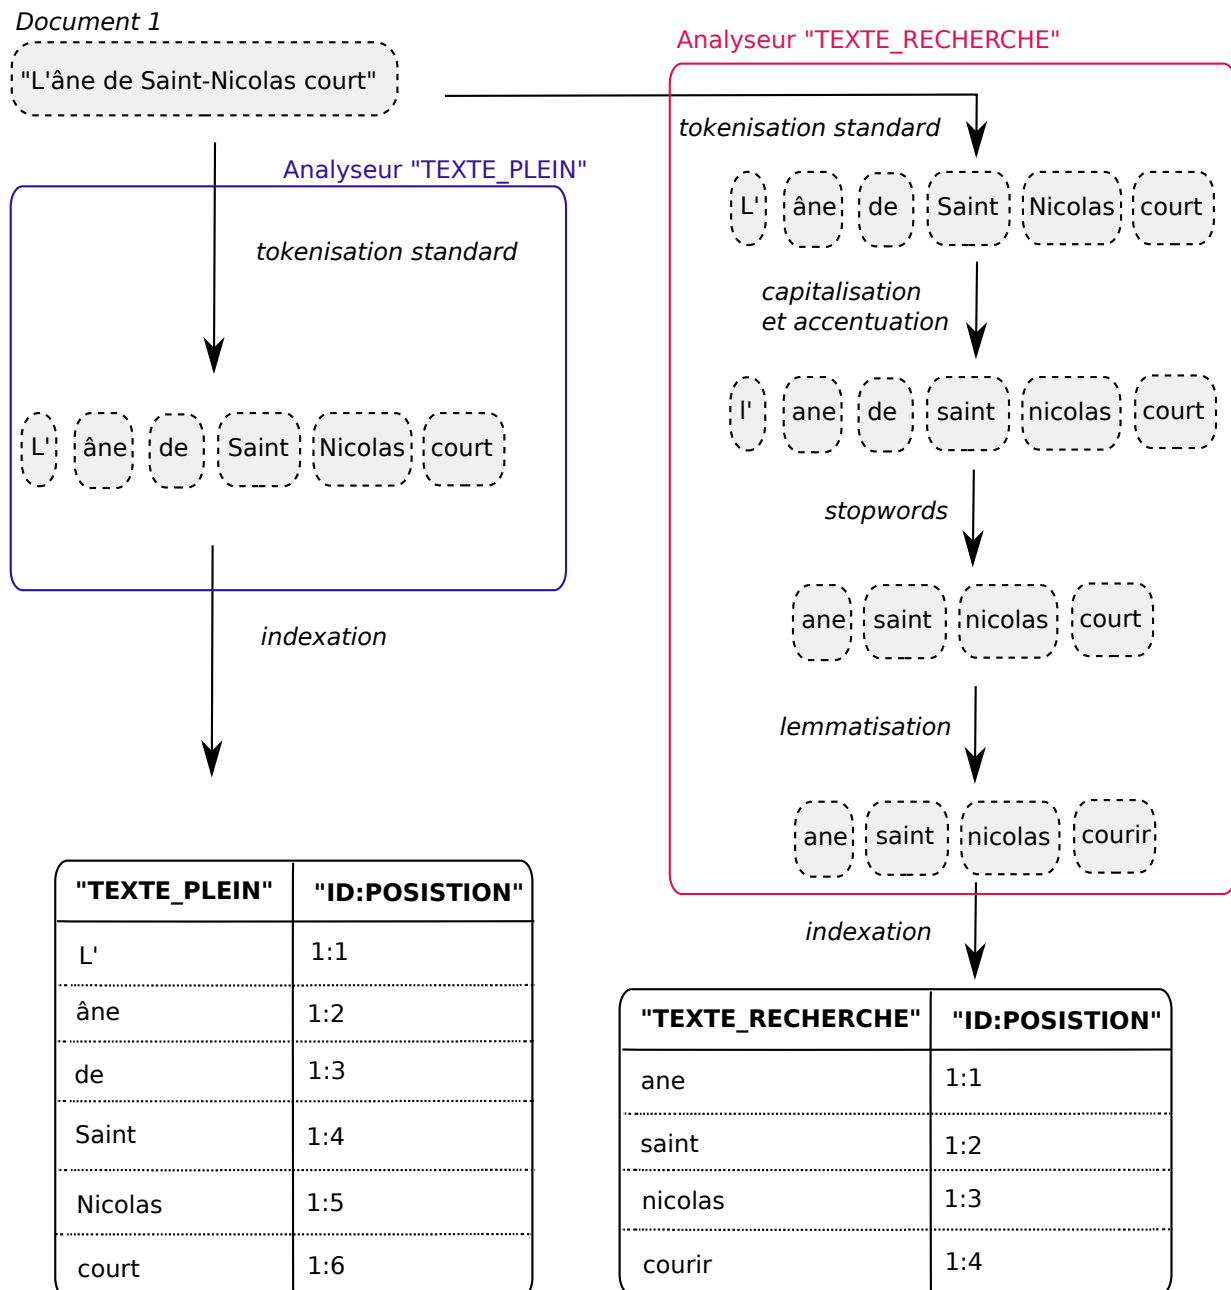 Document 1
"L'âne de Saint-Nicolas court"
Analyseur "TEXTE_PLEIN"
tokenisation standard
L' âne de Saint Nicolas court
indexation
"TEXTE_PLEIN" "ID:POSISTION"
L' 1:1
âne 1:2
de 1:3
Saint 1:4
Nicolas 1:5
court 1:6
Analyseur "TEXTE_RECHERCHE"
tokenisation standard
L' âne de Saint Nicolas court
capitalisation
et accentuation
l' ane de saint nicolas court
stopwords
ane saint nicolas court
lemmatisation
ane saint nicolas courir
indexation
"TEXTE_RECHERCHE" "ID:POSISTION"
ane 1:1
saint 1:2
nicolas 1:3
courir 1:4